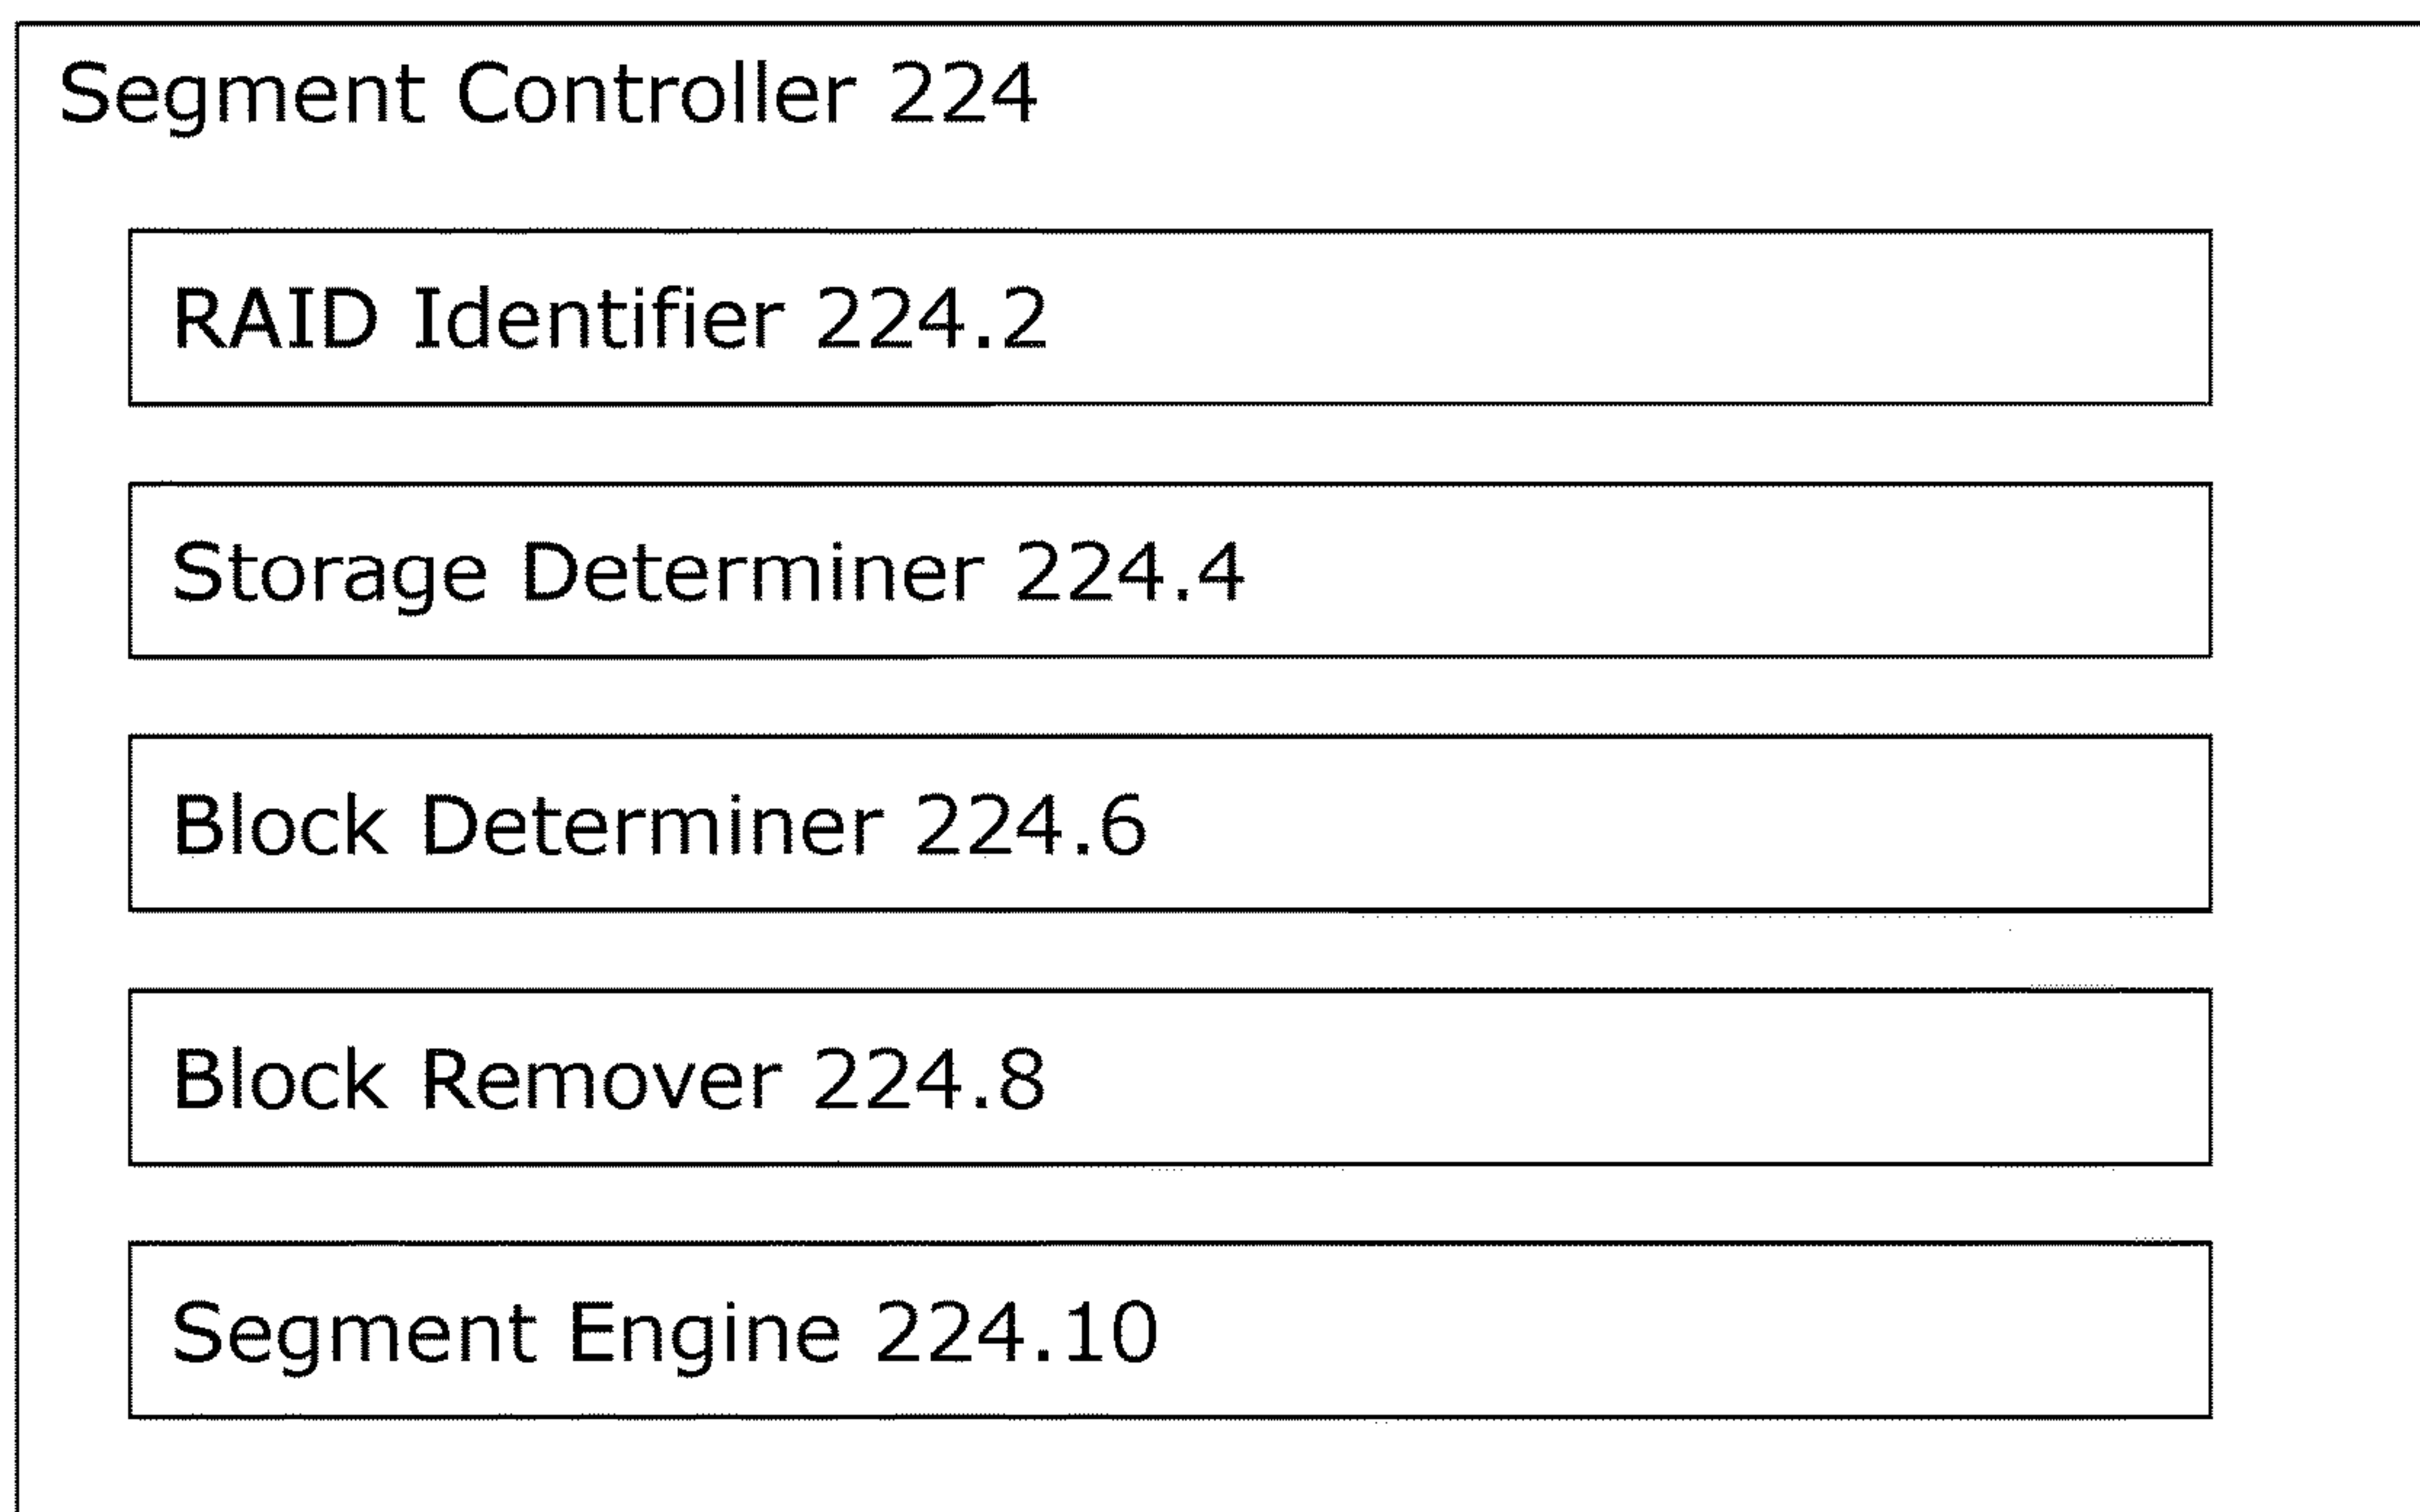 Segment Controller 224
RAID Identifier 224.2
Storage Determiner 224.4
Block Determiner 224.6
Block Remover 224.8
Segment Engine 224.10